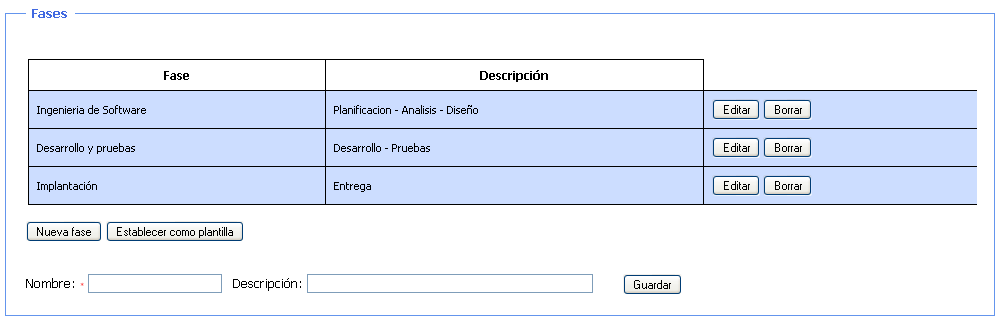 Fases
Fase Descripción
Ingenieria de Software Planificacion - Analisis - Diseño Editar Borrar
Desarrollo y pruebas Desarrollo - Pruebas Editar Borrar
Implantación Entrega Editar Borrar
Nueva fase Establecer como plantilla
Nombre: * Descripción: Guardar